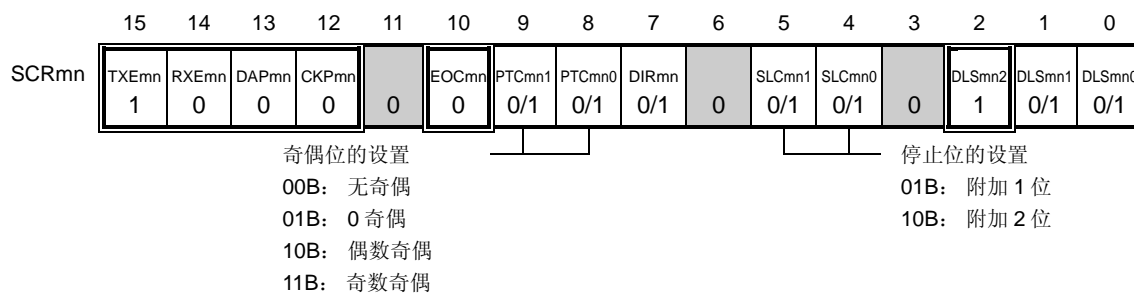 15 14 13 12 11 10 9 8 7 6 5 4 3 2 1 0
SCRmn TXEmn RXEmn DAPmn CKPmn EOCmn PTCmn1 PTCmn0 DIRmn SLCmn1 SLCmn0 DLSmn2 DLSmn1 DLSmn0
1 0 0 0 0 0 0/1 0/1 0/1 0 0/1 0/1 0 1 0/1 0/1
奇偶位的设置
00B： 无奇偶
01B： 0 奇偶
10B： 偶数奇偶
11B： 奇数奇偶
停止位的设置
01B： 附加 1 位
10B： 附加 2 位